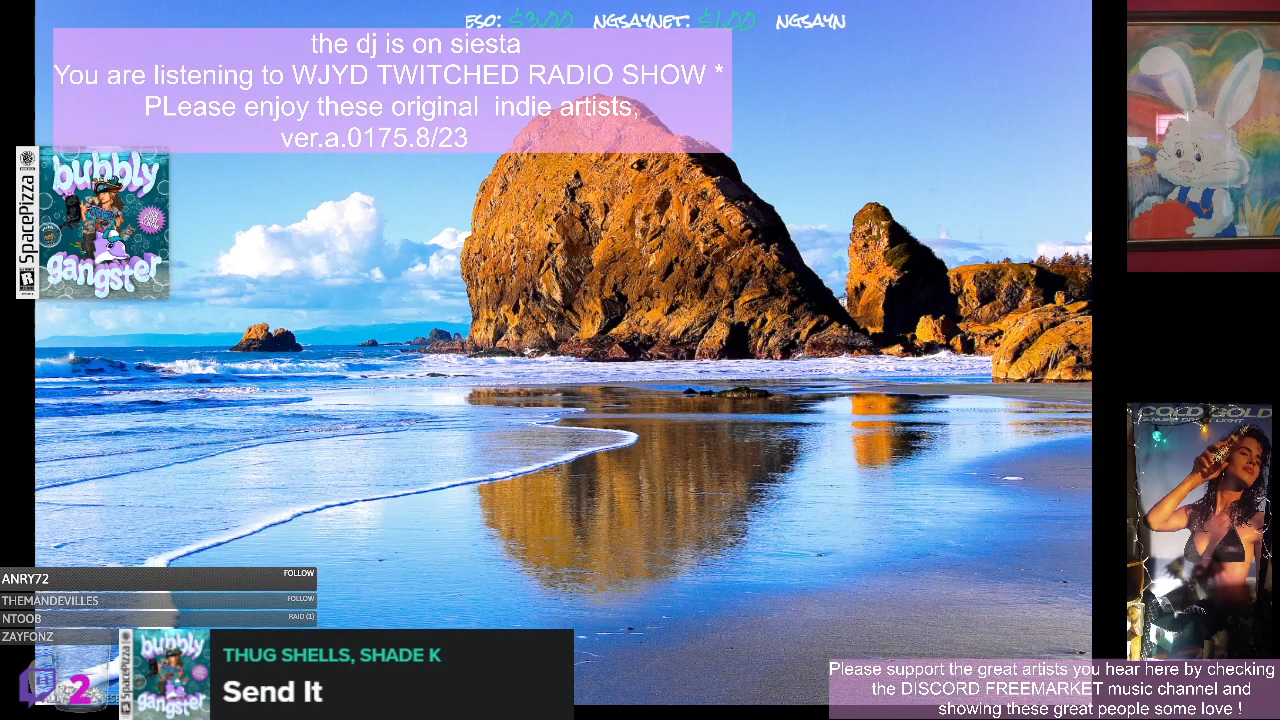 ESO: $3.00 NGSAYNET: $1.00 NGSAYN
the dj is on siesta
You are listening to WJYD TWITCHED RADIO SHOW *
PLease enjoy these original indie artists,
ver.a.0175.8/23
SpacePizza
bubbly
gangster
COLD GOLD
ANRY72 FOLLOW
THEMANDEVILLES FOLLOW
NTOOB RAID (1)
ZAYFONZ
2
SpacePizza
bubbly
gangster
THUG SHELLS, SHADE K
Send It
Please support the great artists you hear here by checking
the DISCORD FREEMARKET music channel and
showing these great people some love !